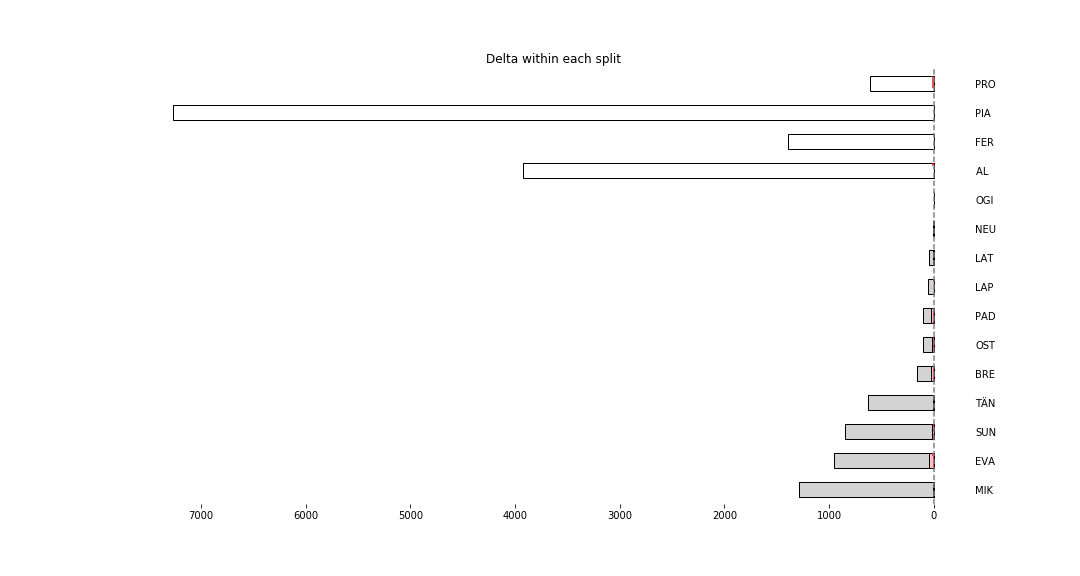 Delta within each split
PRO
PIA
FER
AL
OGI
NEU
LAT
LAP
PAD
OST
BRE
TÄN
SUN
EVA
MIK
7000 6000 5000 4000 3000 2000 1000 0